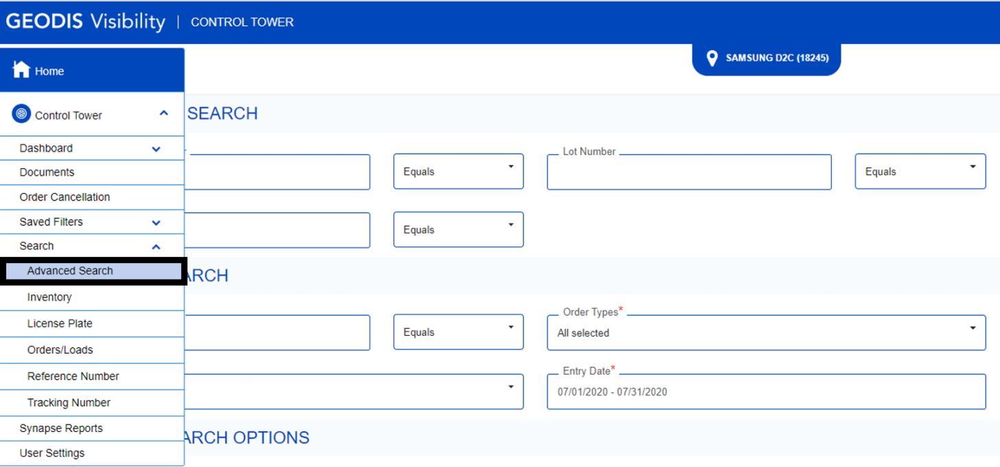 GEODIS Visibility | CONTROL TOWER
SAMSUNG D2C (18245)
Home
Control Tower
Dashboard
Documents
Order Cancellation
Saved Filters
Search
Advanced Search
Inventory
License Plate
Orders/Loads
Reference Number
Tracking Number
Synapse Reports
User Settings
SEARCH
Equals
Lot Number
Equals
Equals
ARCH
Equals
Order Types*
All selected
Entry Date*
07/01/2020 - 07/31/2020
ARCH OPTIONS